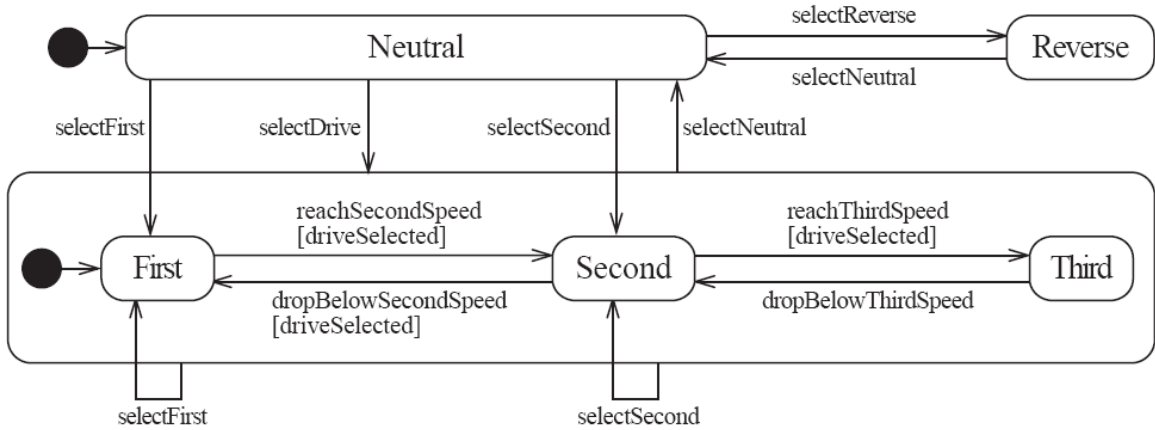 selectReverse
Neutral
Reverse
selectNeutral
selectFirst
selectDrive
selectSecond
selectNeutral
reachSecondSpeed
[driveSelected]
reachThirdSpeed
[driveSelected]
First
Second
Third
dropBelowSecondSpeed
[driveSelected]
dropBelowThirdSpeed
selectFirst
selectSecond